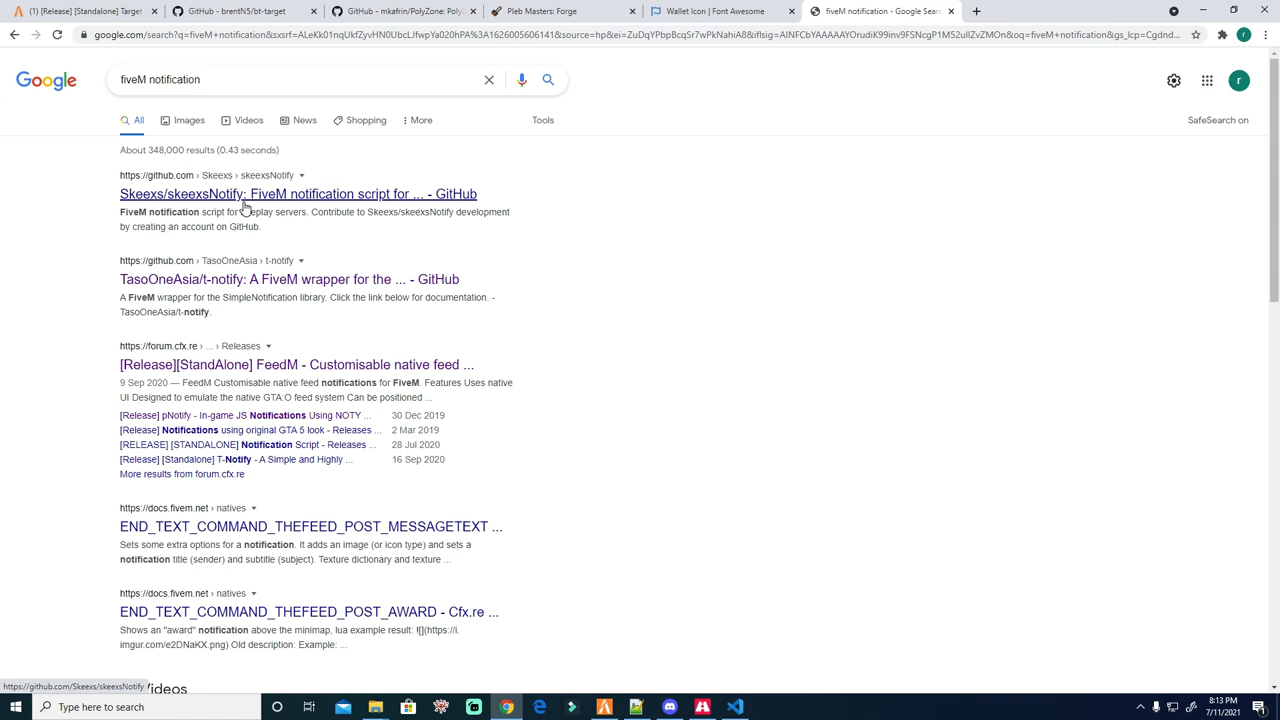 [Release] [Standalone] Target
GitHub - brentN5/bt-target
GitHub - mkafrin/PolyZone: Poly
Pleb Masters: Forge
Wallet Icon | Font Awesome
fiveM notification - Google Sear
fiveM notification
Google
r
r
All
Images
Videos
News
Shopping
More
Tools
SafeSearch on
About 348,000 results (0.43 seconds)
https://github.com › Skeexs › skeexsNotify
Skeexs/skeexsNotify: FiveM notification script for ... - GitHub
FiveM notification script for play servers. Contribute to Skeexs/skeexsNotify development
by creating an account on GitHub.
https://github.com › TasoOneAsia › t-notify
TasoOneAsia/t-notify: A FiveM wrapper for the ... - GitHub
A FiveM wrapper for the SimpleNotification library. Click the link below for documentation. -
TasoOneAsia/t-notify.
https://forum.cfx.re › ... › Releases
[Release][StandAlone] FeedM - Customisable native feed ...
9 Sep 2020 — FeedM Customisable native feed notifications for FiveM. Features Uses native
UI Designed to emulate the native GTA:O feed system Can be positioned ...
[Release] pNotify - In-game JS Notifications Using NOTY ... 30 Dec 2019
[Release] Notifications using original GTA 5 look - Releases ... 2 Mar 2019
[RELEASE] [STANDALONE] Notification Script - Releases ... 28 Jul 2020
[Release] [Standalone] T-Notify - A Simple and Highly ... 16 Sep 2020
More results from forum.cfx.re
https://docs.fivem.net › natives
END_TEXT_COMMAND_THEFEED_POST_MESSAGETEXT ...
Sets some extra options for a notification. It adds an image (or icon type) and sets a
notification title (sender) and subtitle (subject). Texture dictionary and texture ...
https://docs.fivem.net › natives
END_TEXT_COMMAND_THEFEED_POST_AWARD - Cfx.re ...
Shows an "award" notification above the minimap, lua example result: ![](https://i.
imgur.com/e2DNaKX.png) Old description: Example: ...
https://github.com/Skeexs/skeexsNotify
Videos
Type here to search
8:13 PM
7/11/2021